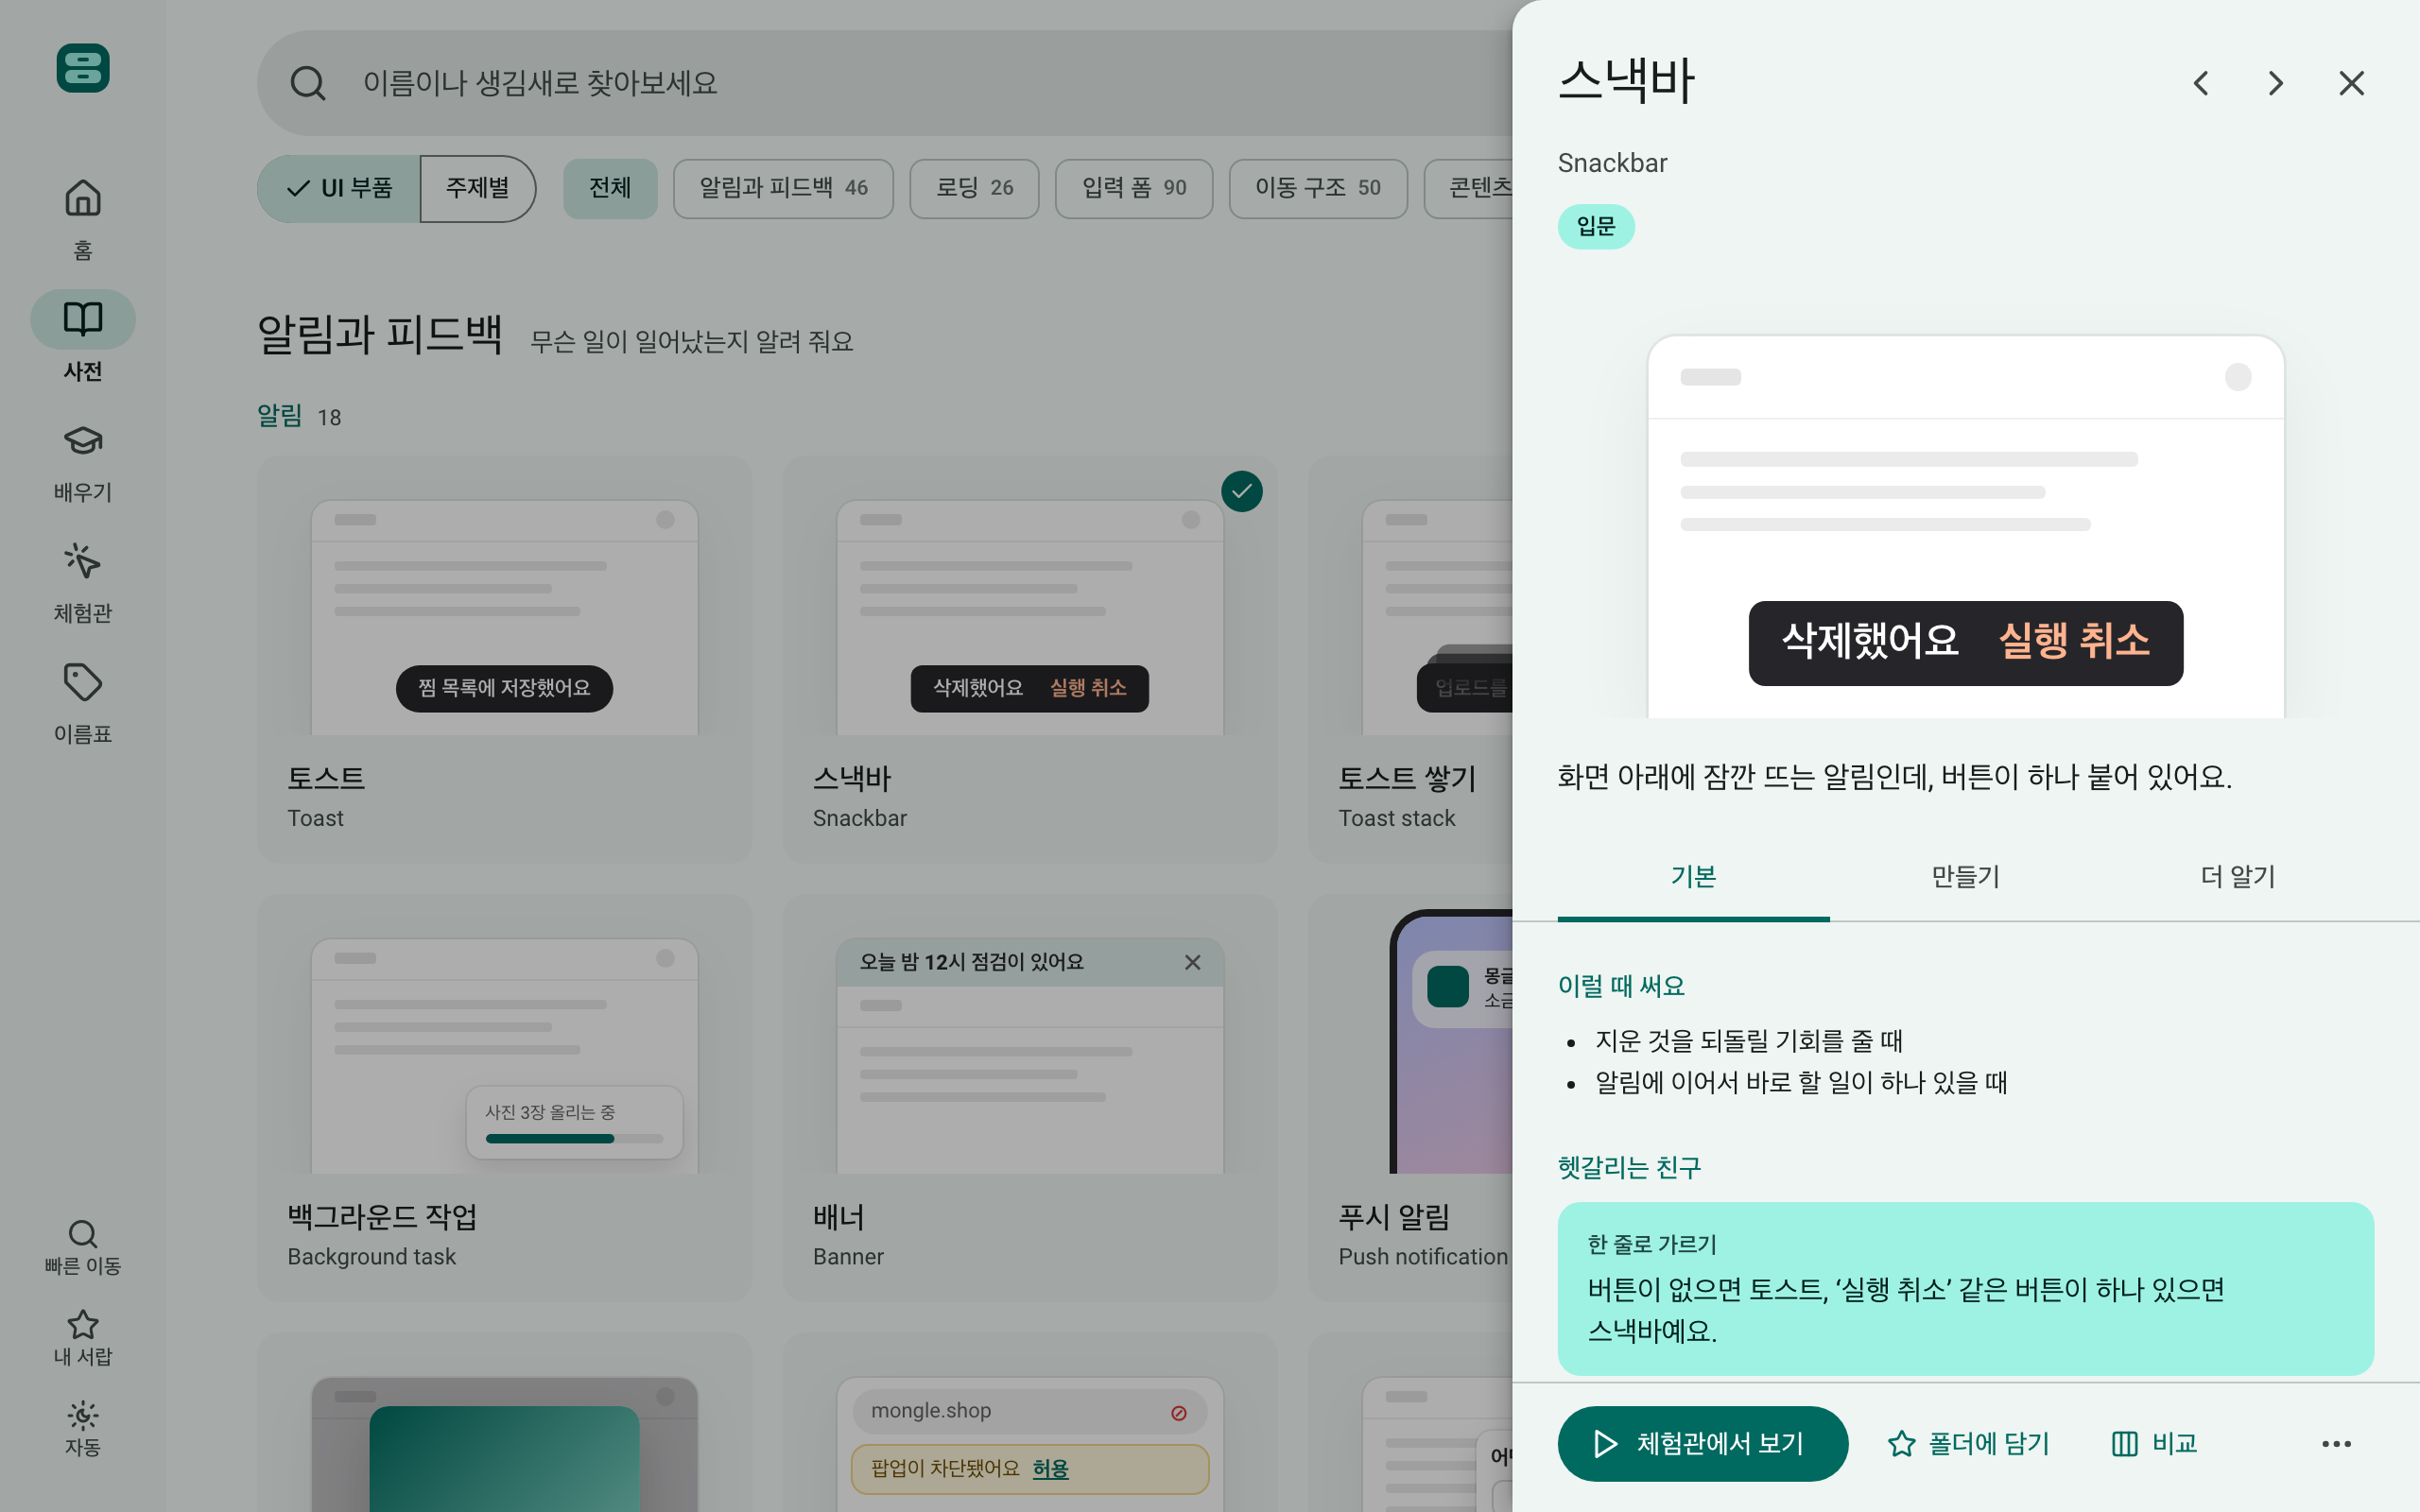 홈
사전
배우기
체험관
이름표
빠른 이동
내 서랍
자동
이름이나 생김새로 찾아보세요
UI 부품
주제별
전체
알림과 피드백 46
로딩 26
입력 폼 90
이동 구조 50
콘텐츠
알림과 피드백 무슨 일이 일어났는지 알려 줘요
알림 18
찜 목록에 저장했어요
토스트
Toast
삭제했어요 실행 취소
스낵바
Snackbar
업로드를
토스트 쌓기
Toast stack
사진 3장 올리는 중
백그라운드 작업
Background task
오늘 밤 12시 점검이 있어요
배너
Banner
푸시 알림
Push notification
mongle.shop
팝업이 차단됐어요 허용
스낵바
Snackbar
입문
삭제했어요 실행 취소
화면 아래에 잠깐 뜨는 알림인데, 버튼이 하나 붙어 있어요.
기본
만들기
더 알기
이럴 때 써요
• 지운 것을 되돌릴 기회를 줄 때
• 알림에 이어서 바로 할 일이 하나 있을 때
헷갈리는 친구
한 줄로 가르기
버튼이 없으면 토스트, ‘실행 취소’ 같은 버튼이 하나 있으면
스낵바예요.
체험관에서 보기
폴더에 담기
비교